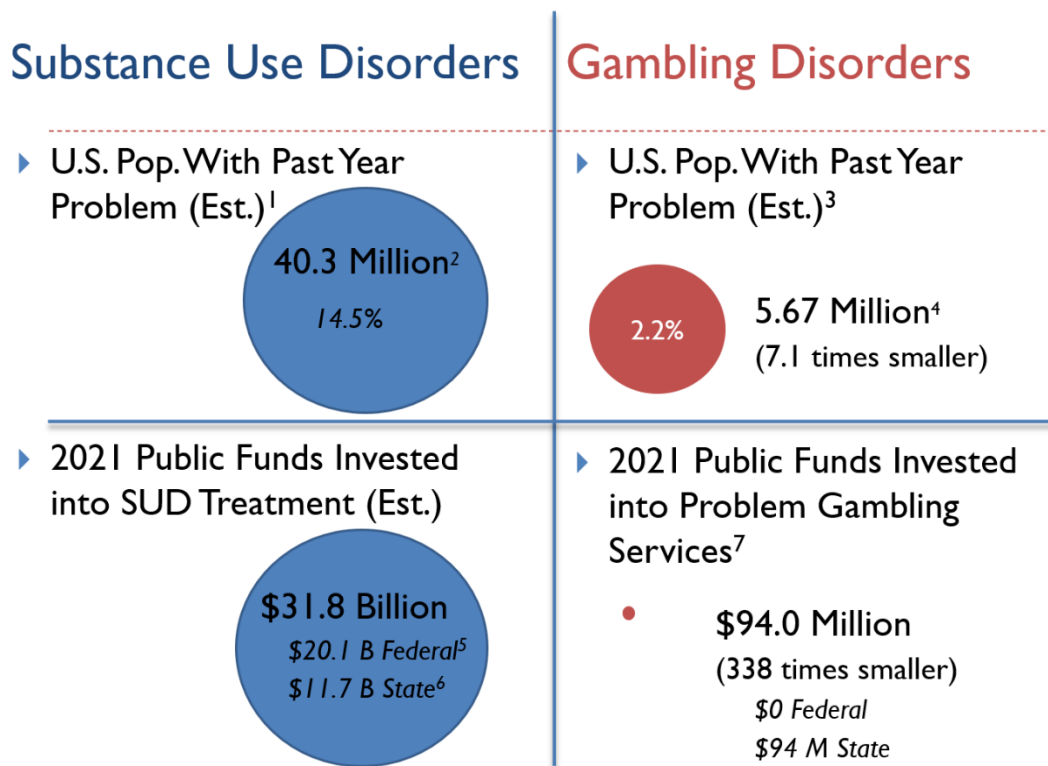 Substance Use Disorders
U.S. Pop. With Past Year
Problem (Est.)¹
40.3 Million²
14.5%
2021 Public Funds Invested
into SUD Treatment (Est.)
$31.8 Billion
$20.1 B Federal⁵
$11.7 B State⁶
Gambling Disorders
U.S. Pop. With Past Year
Problem (Est.)³
2.2%
5.67 Million⁴
(7.1 times smaller)
2021 Public Funds Invested
into Problem Gambling
Services⁷
$94.0 Million
(338 times smaller)
$0 Federal
$94 M State